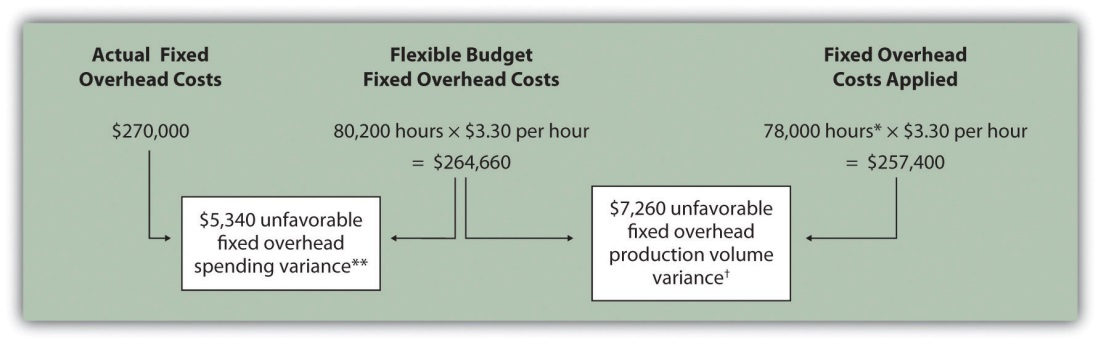 Actual Fixed
Overhead Costs
Flexible Budget
Fixed Overhead Costs
Fixed Overhead
Costs Applied
$270,000
80,200 hours × $3.30 per hour
= $264,660
78,000 hours* × $3.30 per hour
= $257,400
$5,340 unfavorable
fixed overhead
spending variance**
$7,260 unfavorable
fixed overhead
production volume
variance†